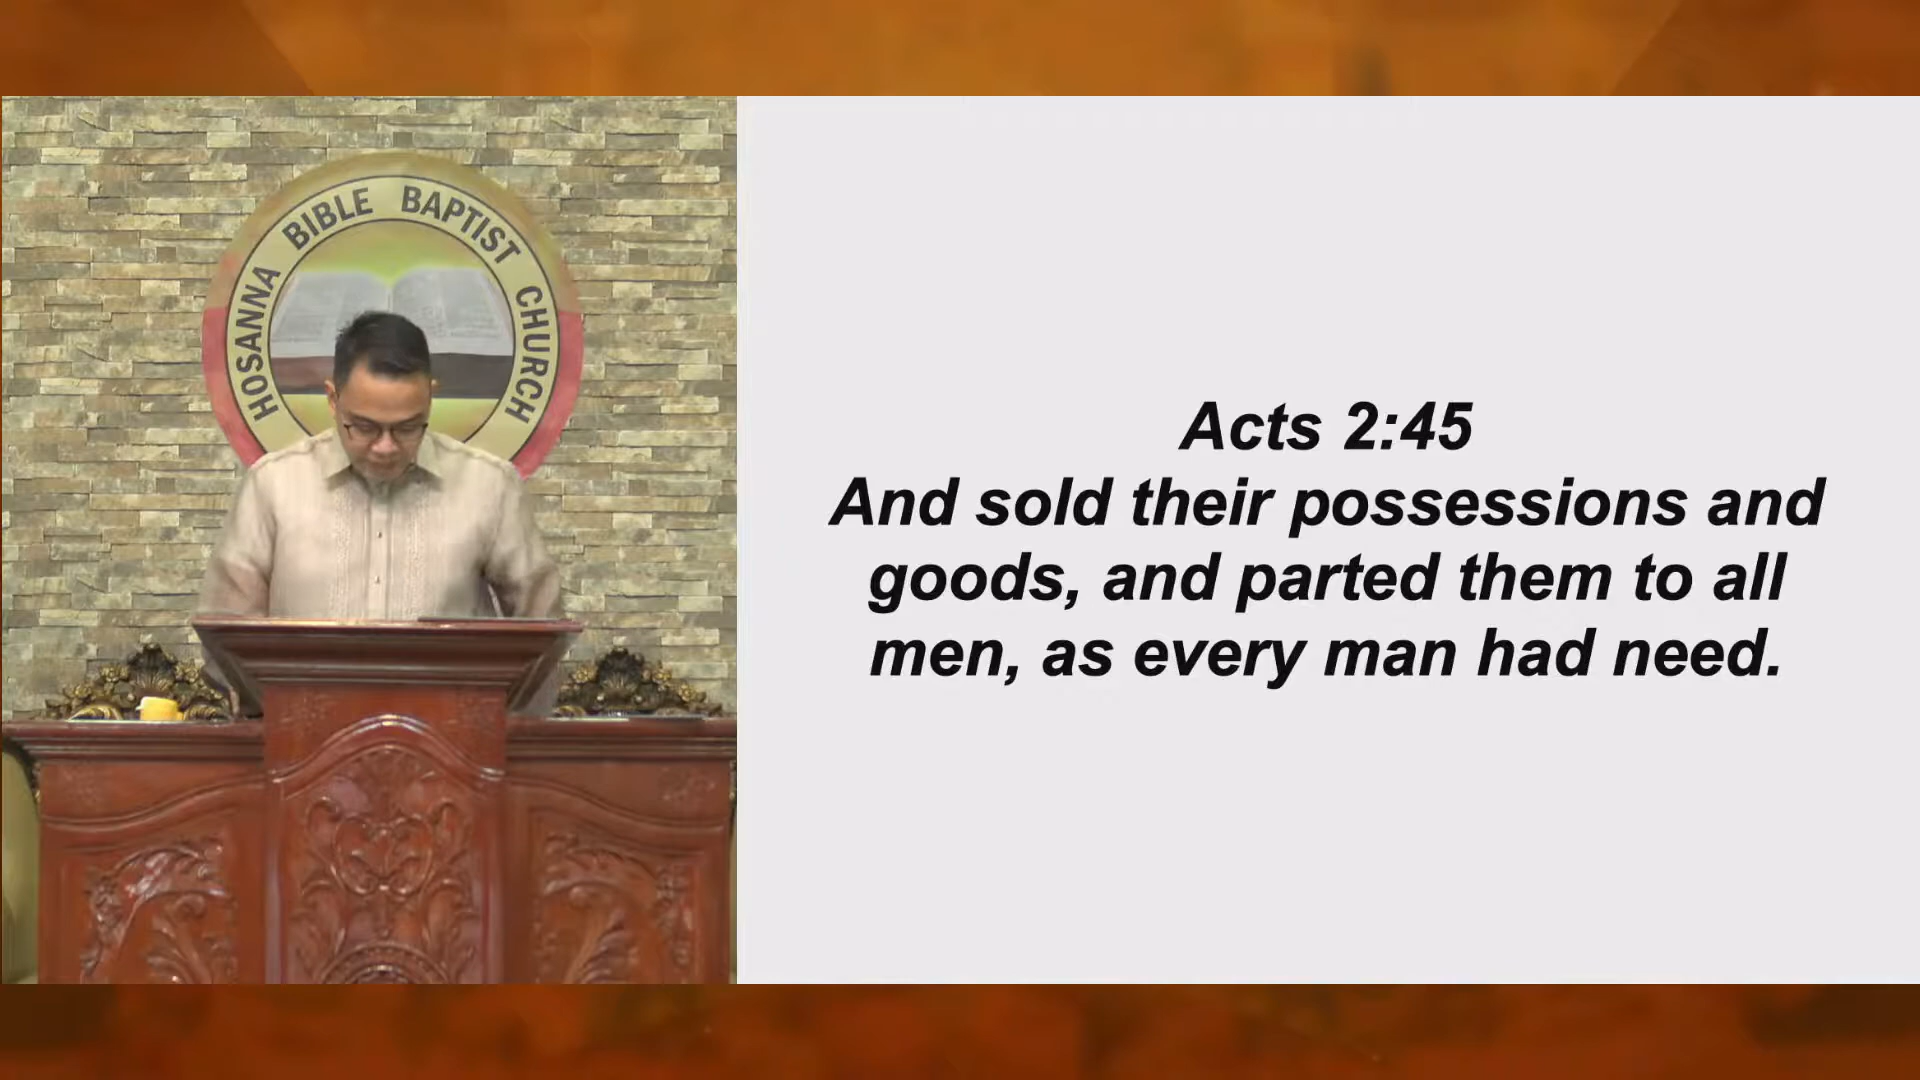 HOSANNA BIBLE BAPTIST CHURCH
Acts 2:45
And sold their possessions and
goods, and parted them to all
men, as every man had need.